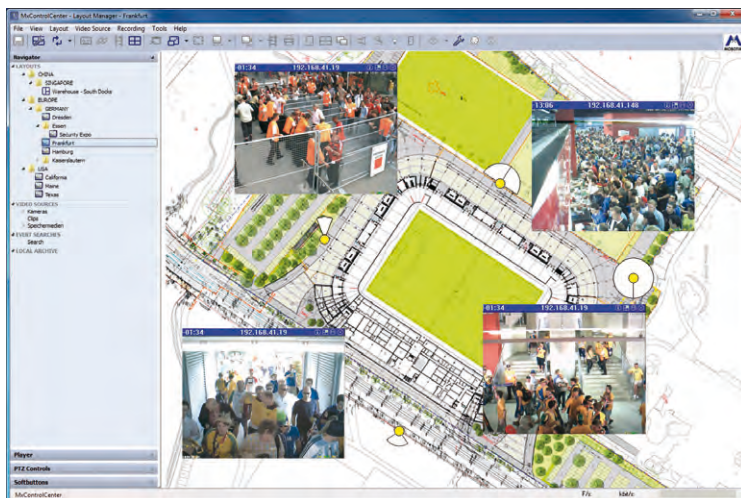 MxControlCenter - Layout Manager - Frankfurt
File View Layout Video Source Recording Tools Help
MOBOTIX
Navigator
LAYOUTS
CHINA
SINGAPORE
Warehouse - South Docks
EUROPE
GERMANY
Dresden
Essen
Security Expo
Frankfurt
Hamburg
Kaiserslautern
USA
California
Maine
Texas
VIDEO SOURCES
Kameras
Clips
Speichermedien
EVENT SEARCHES
Search
LOCAL ARCHIVE
-01:34 192.168.41.19
-13:06 192.168.41.148
-01:34 192.168.41.19
-01:34 192.168.41.19
Player
PTZ Controls
Softbuttons
MxControlCenter F/s kbit/s